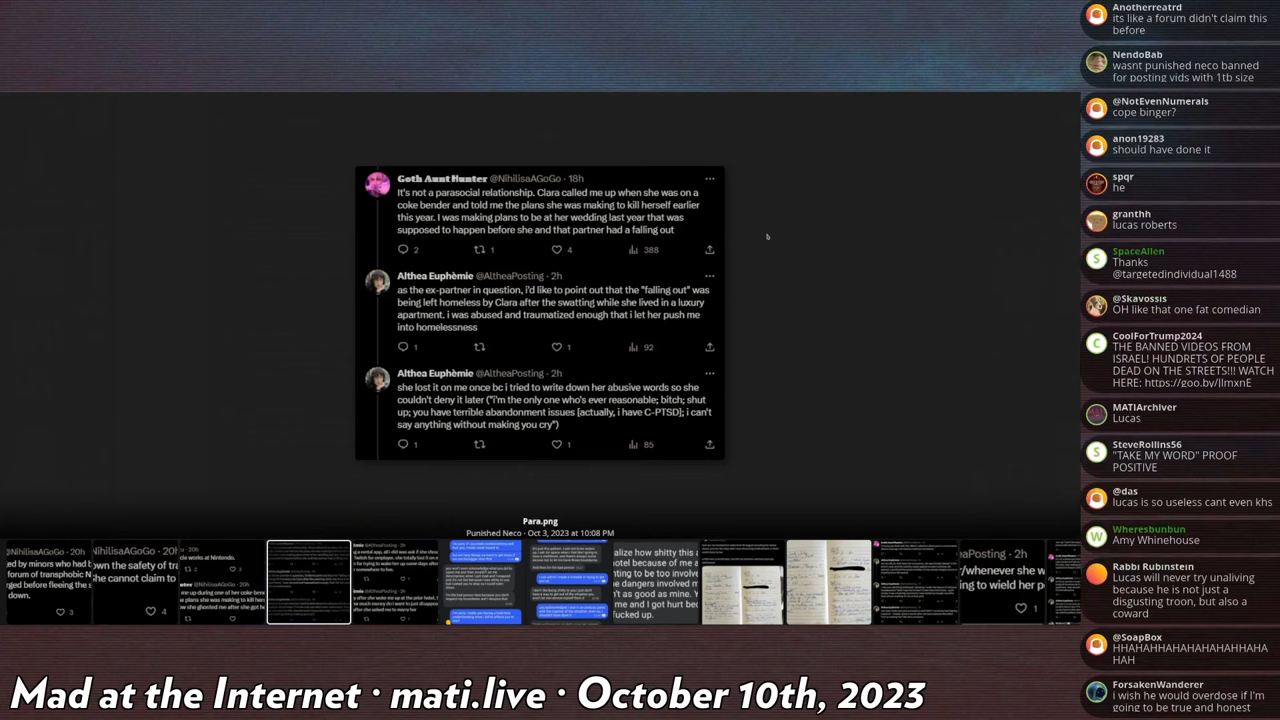 Goth Aunt Hunter @NihilisaAGoGo · 18h
It's not a parasocial relationship. Clara called me up when she was on a
coke bender and told me the plans she was making to kill herself earlier
this year. I was making plans to be at her wedding last year that was
supposed to happen before she and that partner had a falling out
2 1 4 388
Althea Euphèmie @AltheaPosting · 2h
as the ex-partner in question, i'd like to point out that the "falling out" was
being left homeless by Clara after the swatting while she lived in a luxury
apartment. i was abused and traumatized enough that i let her push me
into homelessness
1 1 92
Althea Euphèmie @AltheaPosting · 2h
she lost it on me once bc i tried to write down her abusive words so she
couldn't deny it later ("i'm the only one who's ever reasonable; bitch; shut
up; you have terrible abandonment issues [actually, i have C-PTSD]; i can't
say anything without making you cry")
1 1 85
Para.png
Punished Neco · Oct 3, 2023 at 10:08 PM
Mad at the Internet · mati.live · October 10th, 2023
Anotherreatrd
its like a forum didn't claim this
before
NendoBab
wasnt punished neco banned
for posting vids with 1tb size
@NotEvenNumerals
cope binger?
anon19283
should have done it
spqr
he
granthh
lucas roberts
SpaceAllen
Thanks
@targetedindividual1488
@Skavossıs
OH like that one fat comedian
CoolForTrump2024
THE BANNED VIDEOS FROM
ISRAEL! HUNDRETS OF PEOPLE
DEAD ON THE STREETS!!! WATCH
HERE: https://goo.bv/IImxnE
MATIArchiver
Lucas
SteveRollins56
"TAKE MY WORD" PROOF
POSITIVE
@das
lucas is so useless cant even khs
Wheresbunbun
Amy Whinehouse
RabbitRabbit
Lucas failed at unaliving
because he's not just a
regard, he's also a
coward
@SoapBox
HHAHAHHAHAHAHAHHAHA
HAH
ForsakenWanderer
I wish he would overdose if I'm
going to be true and honest